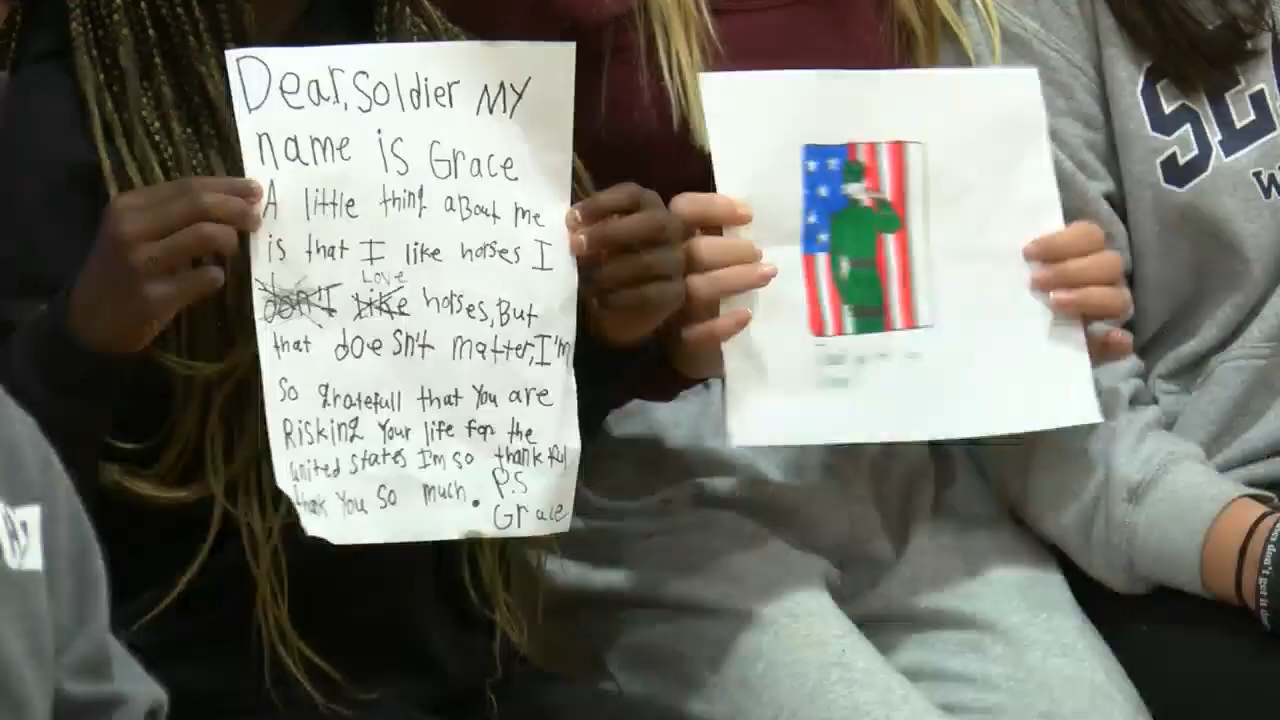 Dear, Soldier My
name is Grace
A little thing about me
is that I like horses I
Love
don't like horses, But
that doesn't matter, I'm
so gratefull that You are
Risking Your life for the
united states I'm so thankful
thank You so much.
P.S
Grace
SE
W